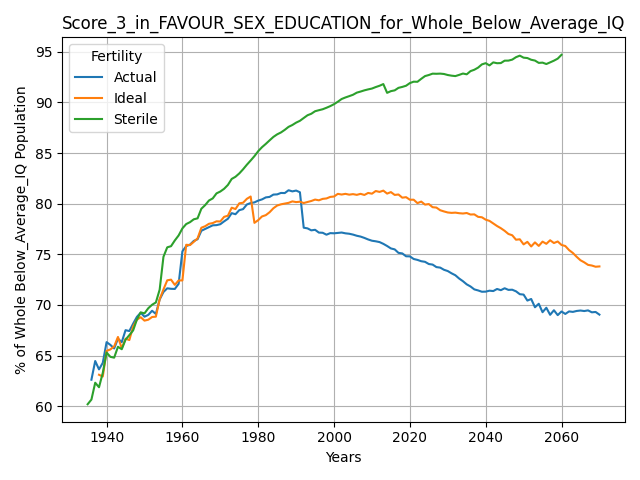 Score_3_in_FAVOUR_SEX_EDUCATION_for_Whole_Below_Average_IQ
Fertility
Actual
Ideal
Sterile
% of Whole Below_Average_IQ Population
95
90
85
80
75
70
65
60
1940
1960
1980
2000
2020
2040
2060
Years